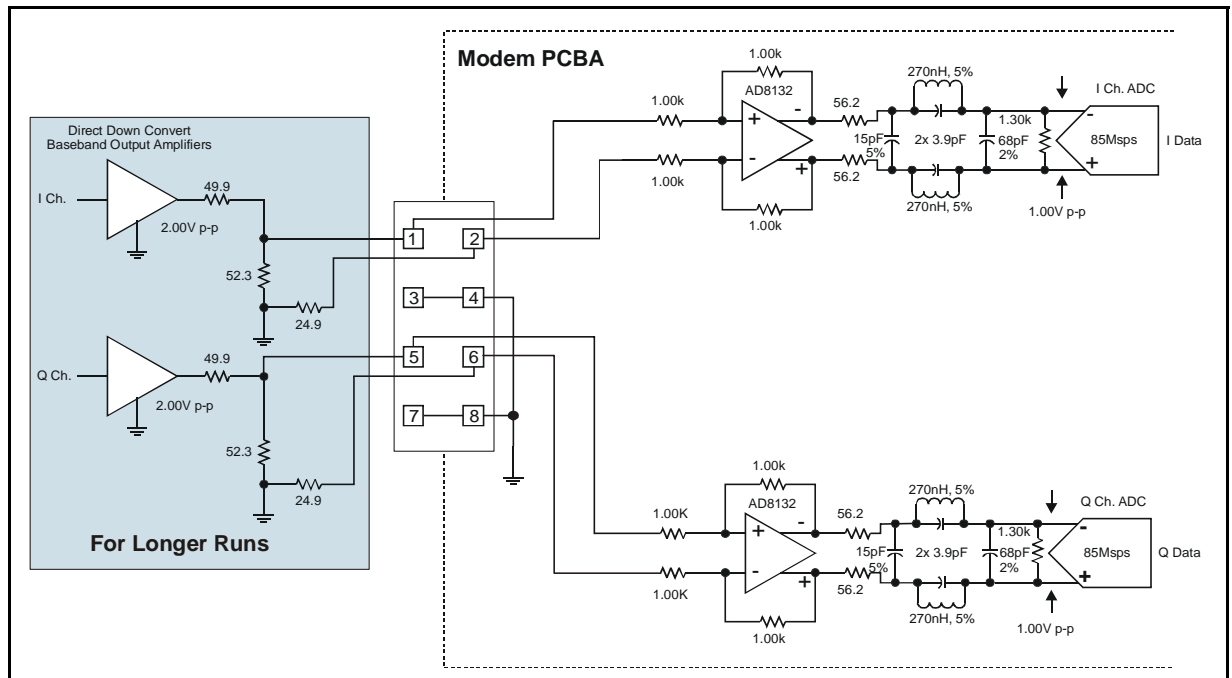 Modem PCBA
Direct Down Convert
Baseband Output Amplifiers
I Ch.
49.9
2.00V p-p
52.3
24.9
Q Ch.
49.9
2.00V p-p
52.3
24.9
For Longer Runs
1
2
3
4
5
6
7
8
1.00k
1.00k
1.00k
AD8132
+
-
-
+
1.00k
56.2
56.2
15pF
5%
270nH, 5%
2x 3.9pF
270nH, 5%
68pF
2%
1.30k
I Ch. ADC
-
85Msps
+
I Data
1.00V p-p
1.00K
1.00K
1.00k
AD8132
+
-
-
+
1.00k
56.2
56.2
15pF
5%
270nH, 5%
2x 3.9pF
270nH, 5%
68pF
2%
1.30k
Q Ch. ADC
-
85Msps
+
Q Data
1.00V p-p